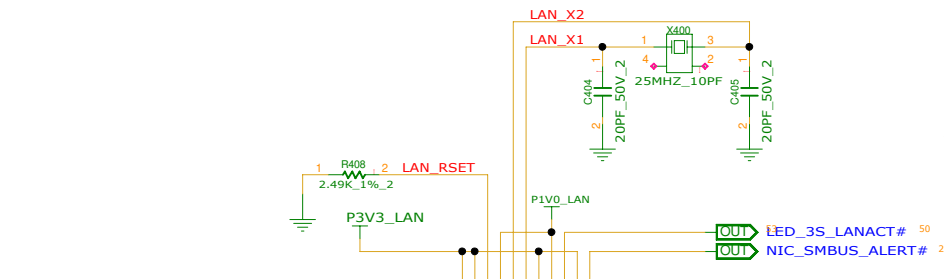 LAN_X2
LAN_X1
X400
1
3
4
2
25MHZ_10PF
1
C404
2
20PF_50V_2
1
C405
2
20PF_50V_2
1
R408
2
LAN_RSET
2.49K_1%_2
P1V0_LAN
P3V3_LAN
OUT LED_3S_LANACT# 50
OUT NIC_SMBUS_ALERT# 2